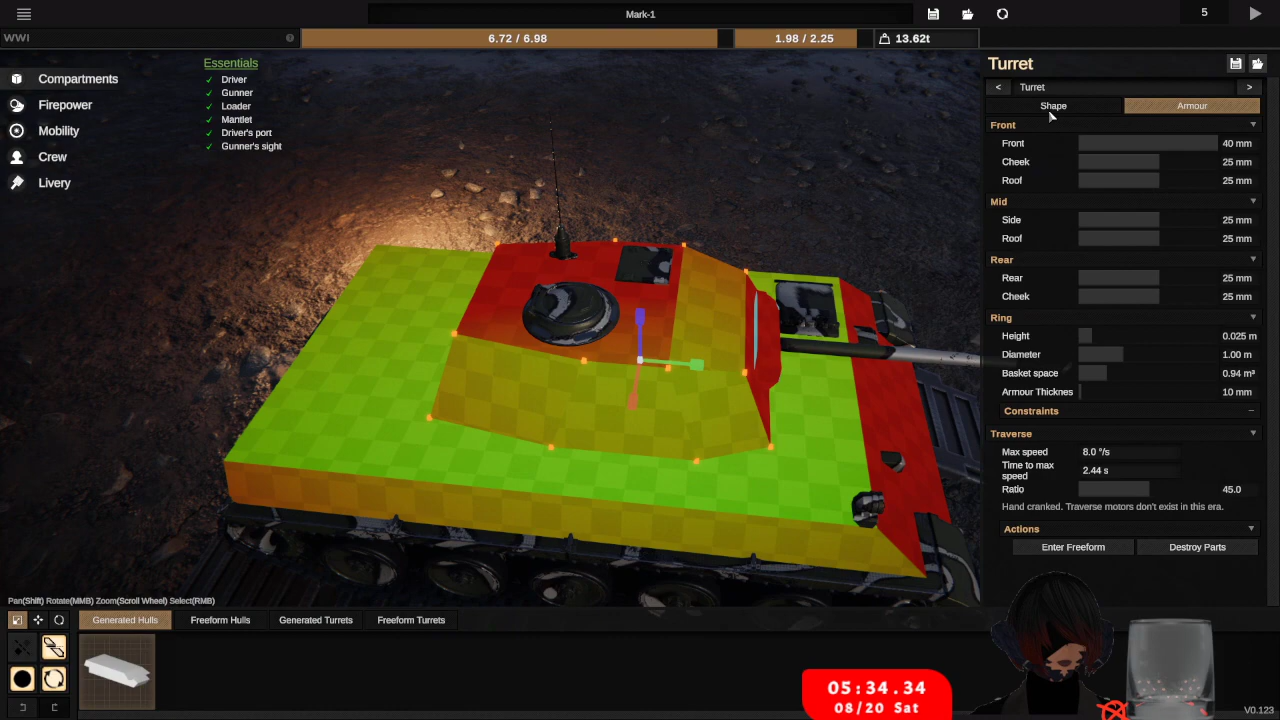 Mark-1
5
WWI
6.72 / 6.98
1.98 / 2.25
13.62t
Compartments
Firepower
Mobility
Crew
Livery
Essentials
✓ Driver
✓ Gunner
✓ Loader
✓ Mantlet
✓ Driver's port
✓ Gunner's sight
Turret
< Turret >
Shape Armour
Front
Front 40 mm
Cheek 25 mm
Roof 25 mm
Mid
Side 25 mm
Roof 25 mm
Rear
Rear 25 mm
Cheek 25 mm
Ring
Height 0.025 m
Diameter 1.00 m
Basket space 0.94 m³
Armour Thicknes 10 mm
Constraints
Traverse
Max speed 8.0 °/s
Time to max speed 2.44 s
Ratio 45.0
Hand cranked. Traverse motors don't exist in this era.
Actions
Enter Freeform Destroy Parts
Pan(Shift) Rotate(MMB) Zoom(Scroll Wheel) Select(RMB)
Generated Hulls Freeform Hulls Generated Turrets Freeform Turrets
05:34.34
08/20 Sat
V0.123